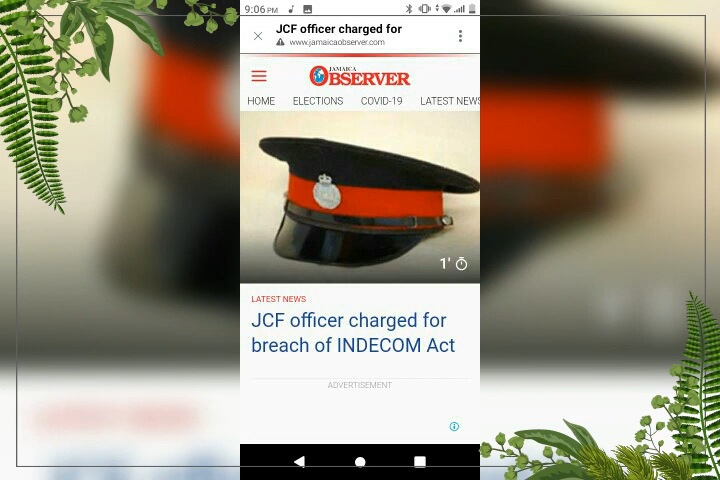 9:06 PM
JCF officer charged for
www.jamaicaobserver.com
JAMAICA
OBSERVER
HOME ELECTIONS COVID-19 LATEST NEWS
1'
LATEST NEWS
JCF officer charged for
breach of INDECOM Act
ADVERTISEMENT